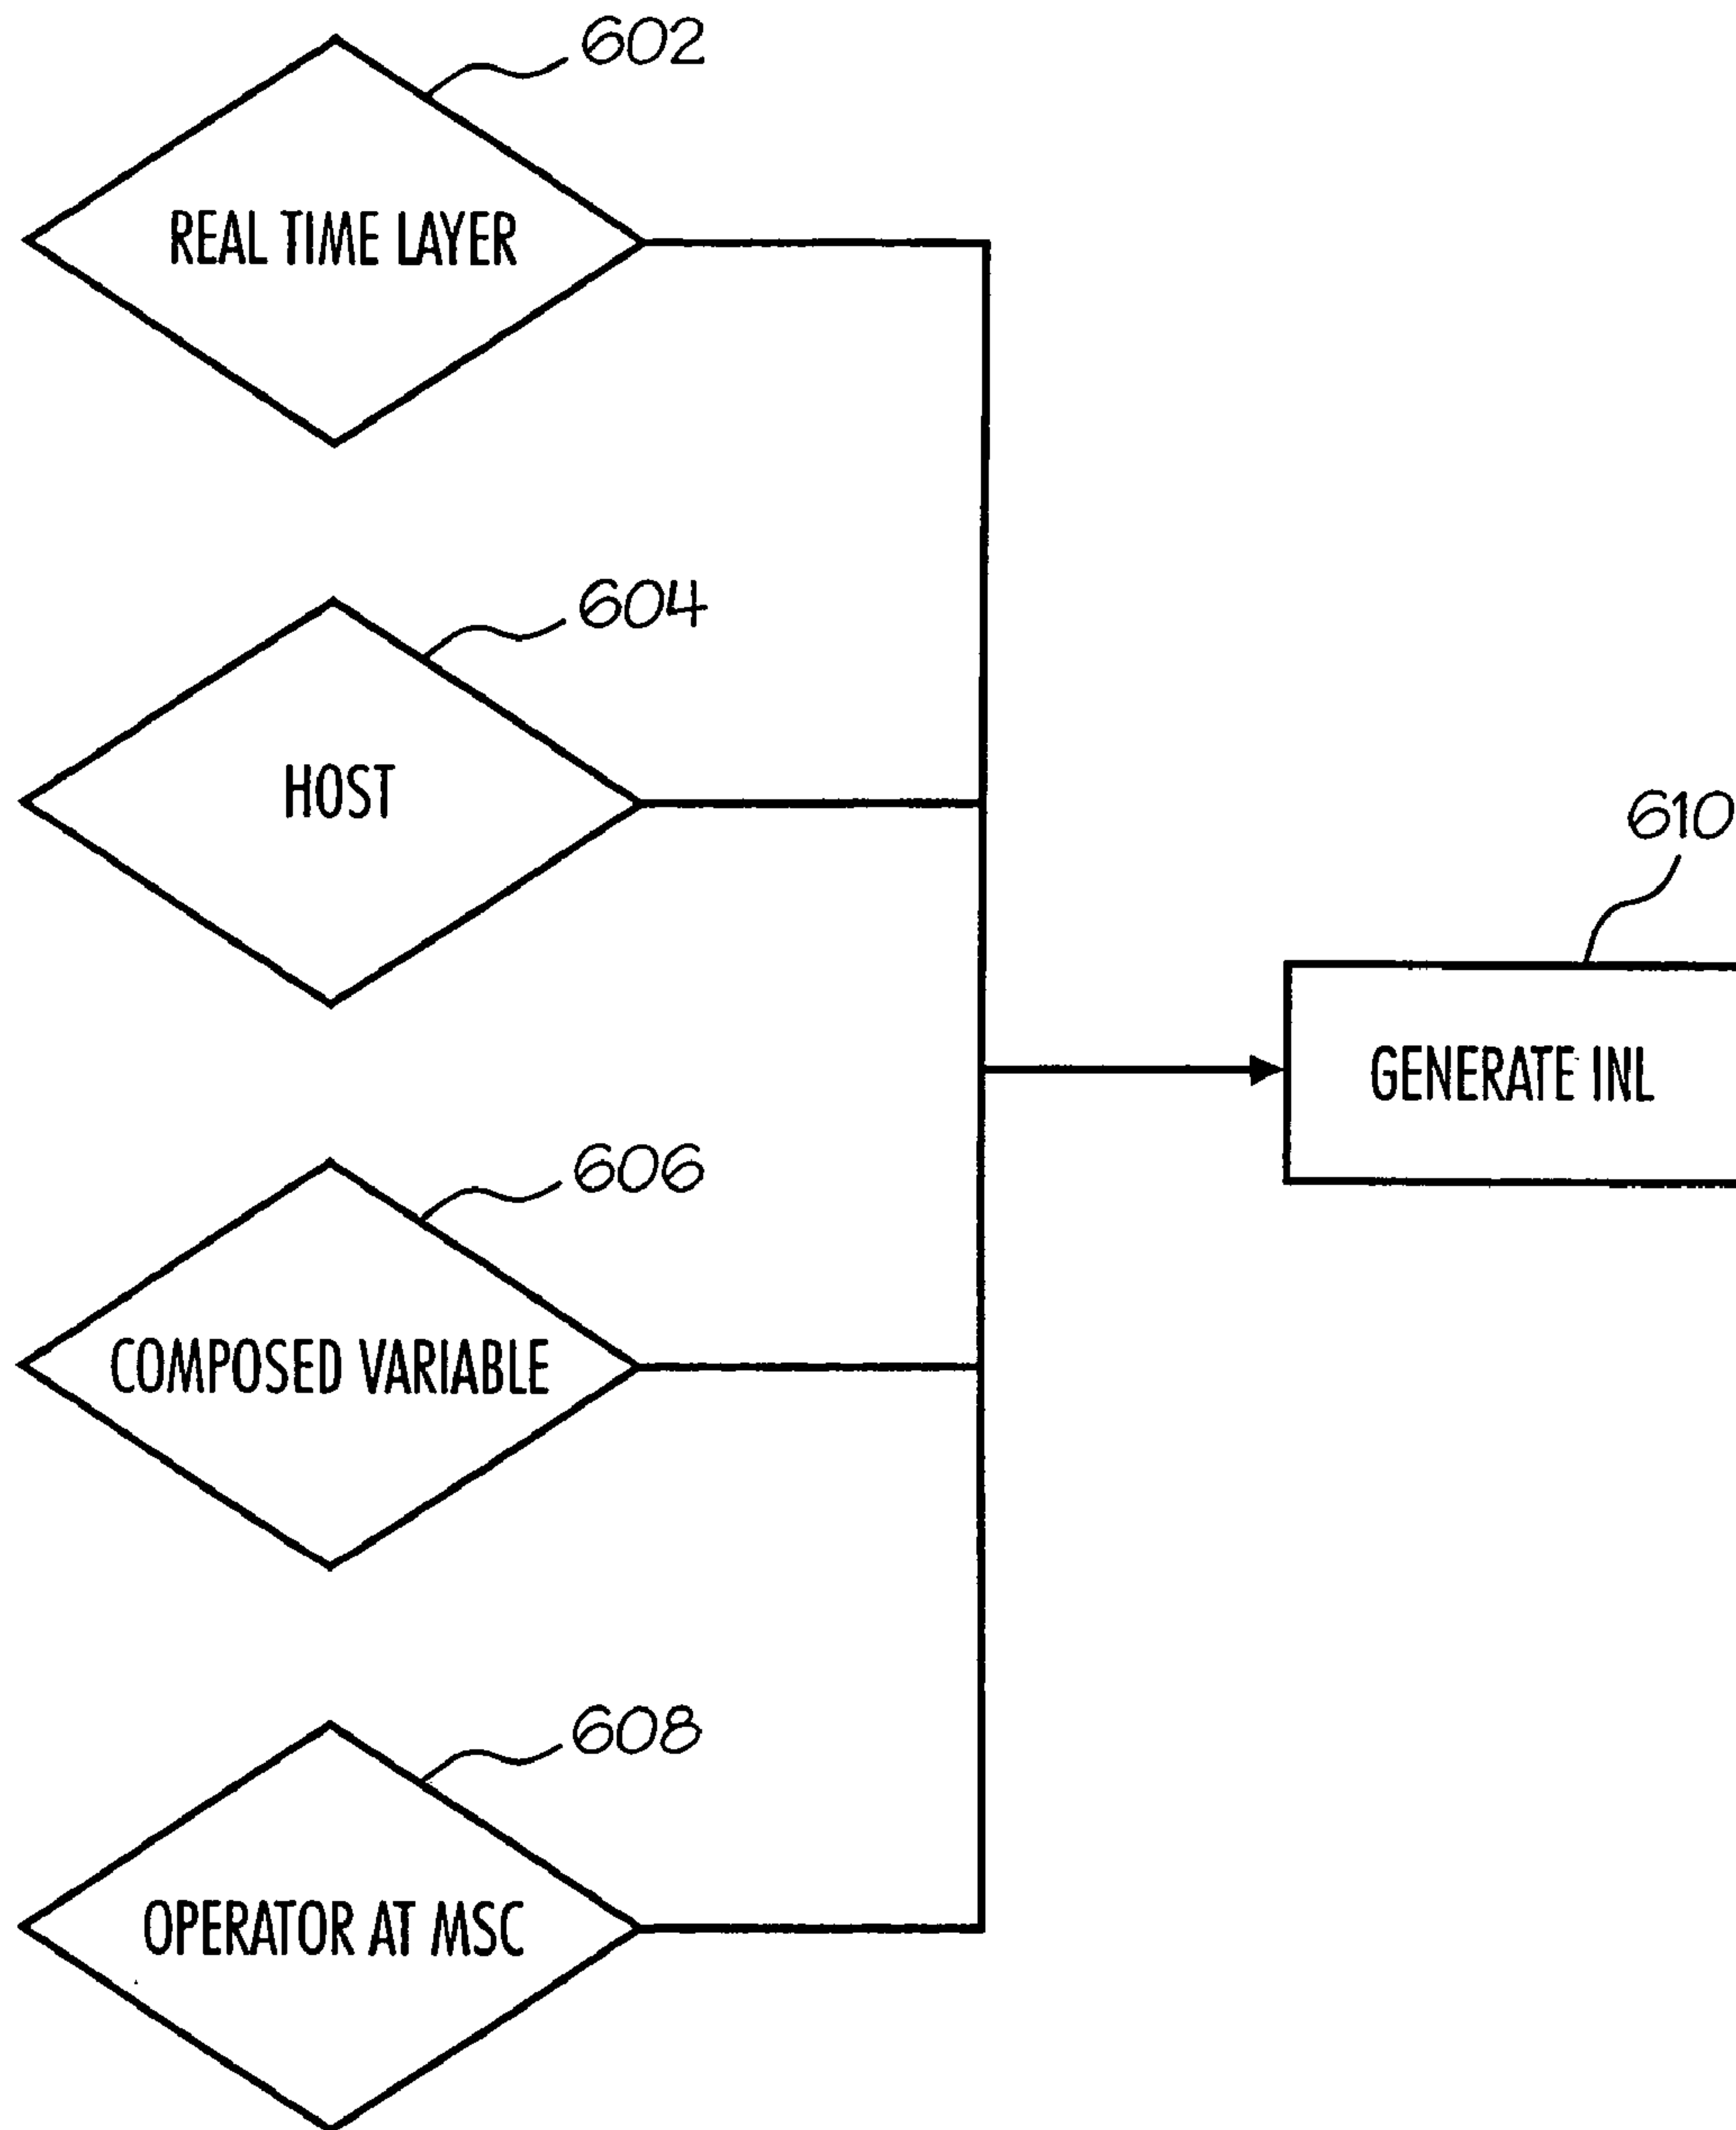 602
REAL TIME LAYER
604
HOST
610
GENERATE INL
606
COMPOSED VARIABLE
608
OPERATOR AT MSC